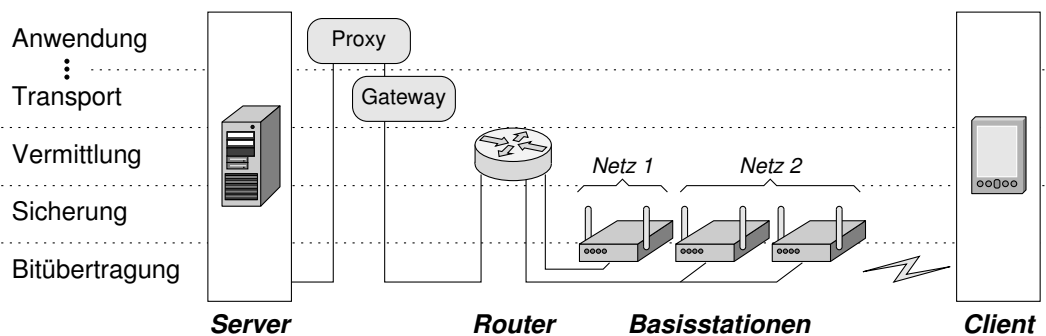 Anwendung
Proxy
Transport
Gateway
Vermittlung
Netz 1
Netz 2
Sicherung
Bitübertragung
Server
Router
Basisstationen
Client